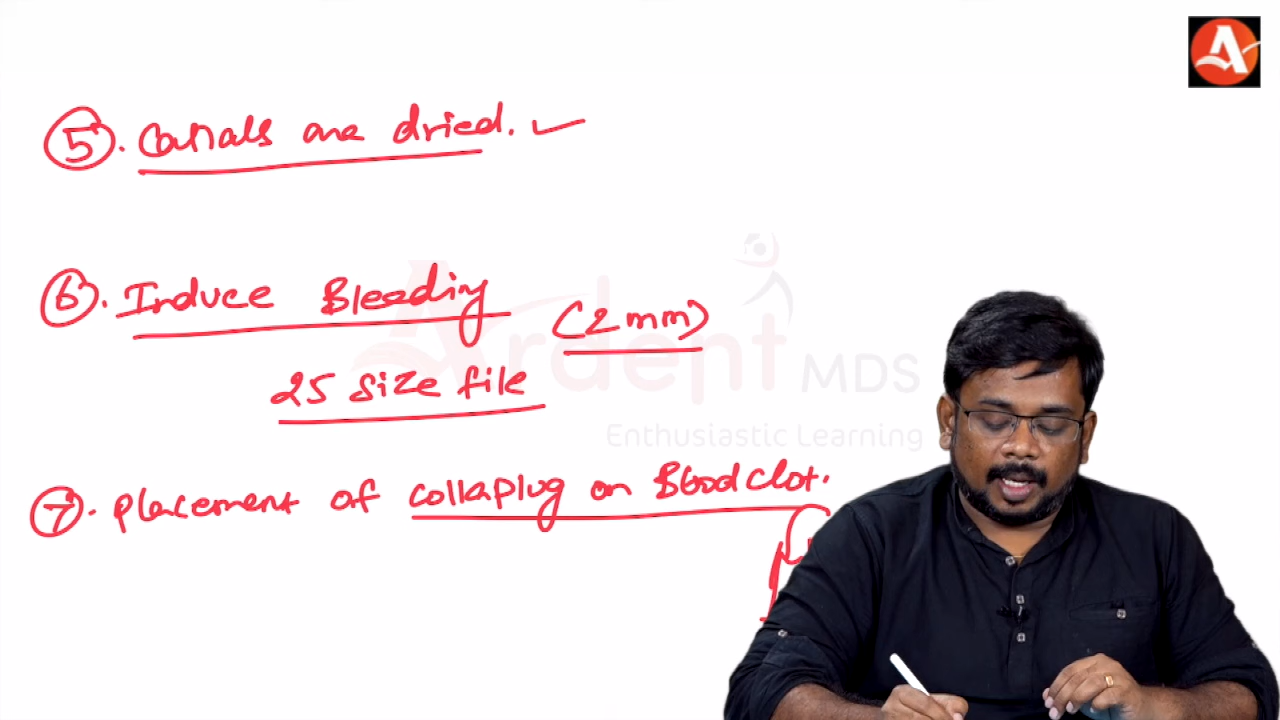 5. Canals are dried.
6. Induce Bleeding (2mm)
25 size file
7. Placement of collaplug on Blood clot.
Ardent MDS
Enthusiastic Learning